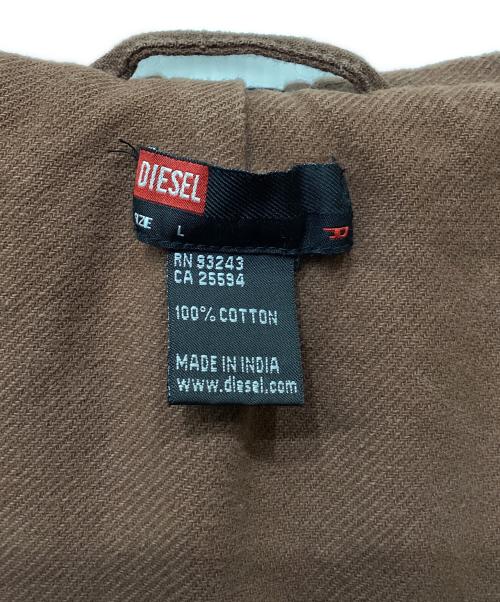 DIESEL
L
RN 93243
CA 25594
100% COTTON
MADE IN INDIA
www.diesel.com